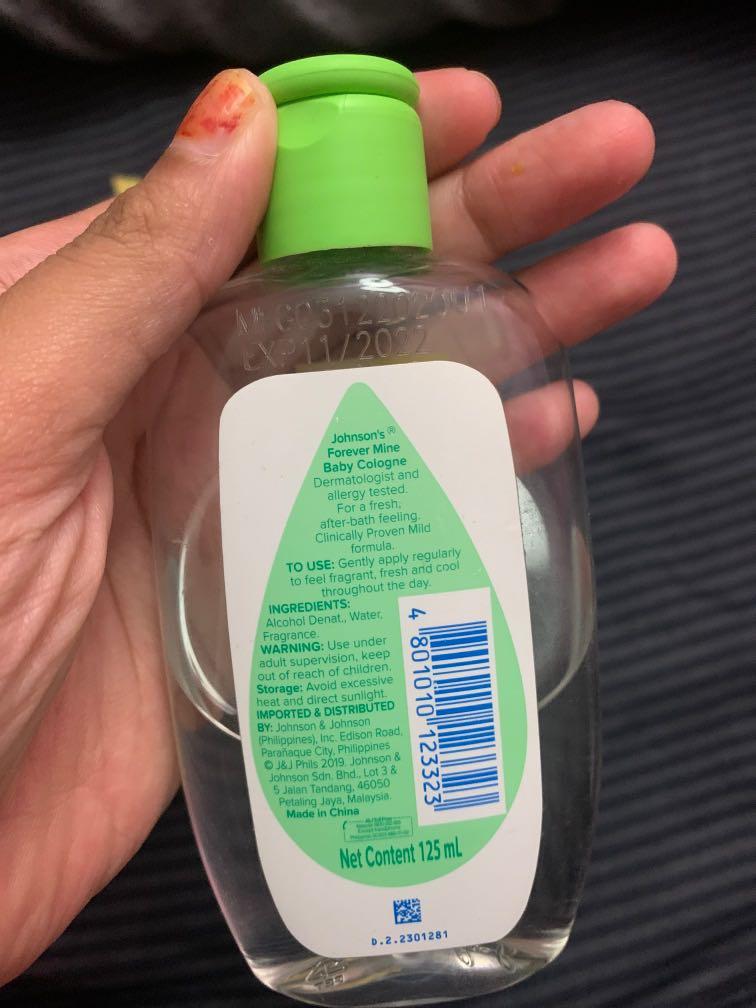 EXP11/2022
Johnson's®
Forever Mine
Baby Cologne
Dermatologist and
allergy tested.
For a fresh,
after-bath feeling.
Clinically Proven Mild
formula.
TO USE: Gently apply regularly
to feel fragrant, fresh and cool
throughout the day.
INGREDIENTS:
Alcohol Denat., Water,
Fragrance.
WARNING: Use under
adult supervision, keep
out of reach of children.
Storage: Avoid excessive
heat and direct sunlight.
IMPORTED & DISTRIBUTED
BY: Johnson & Johnson
(Philippines), Inc. Edison Road,
Parañaque City, Philippines
© J&J Phils 2019. Johnson &
Johnson Sdn. Bhd., Lot 3 &
5 Jalan Tandang, 46050
Petaling Jaya, Malaysia.
Made in China
4 801010 123323
Net Content 125 mL
D.2.2301281